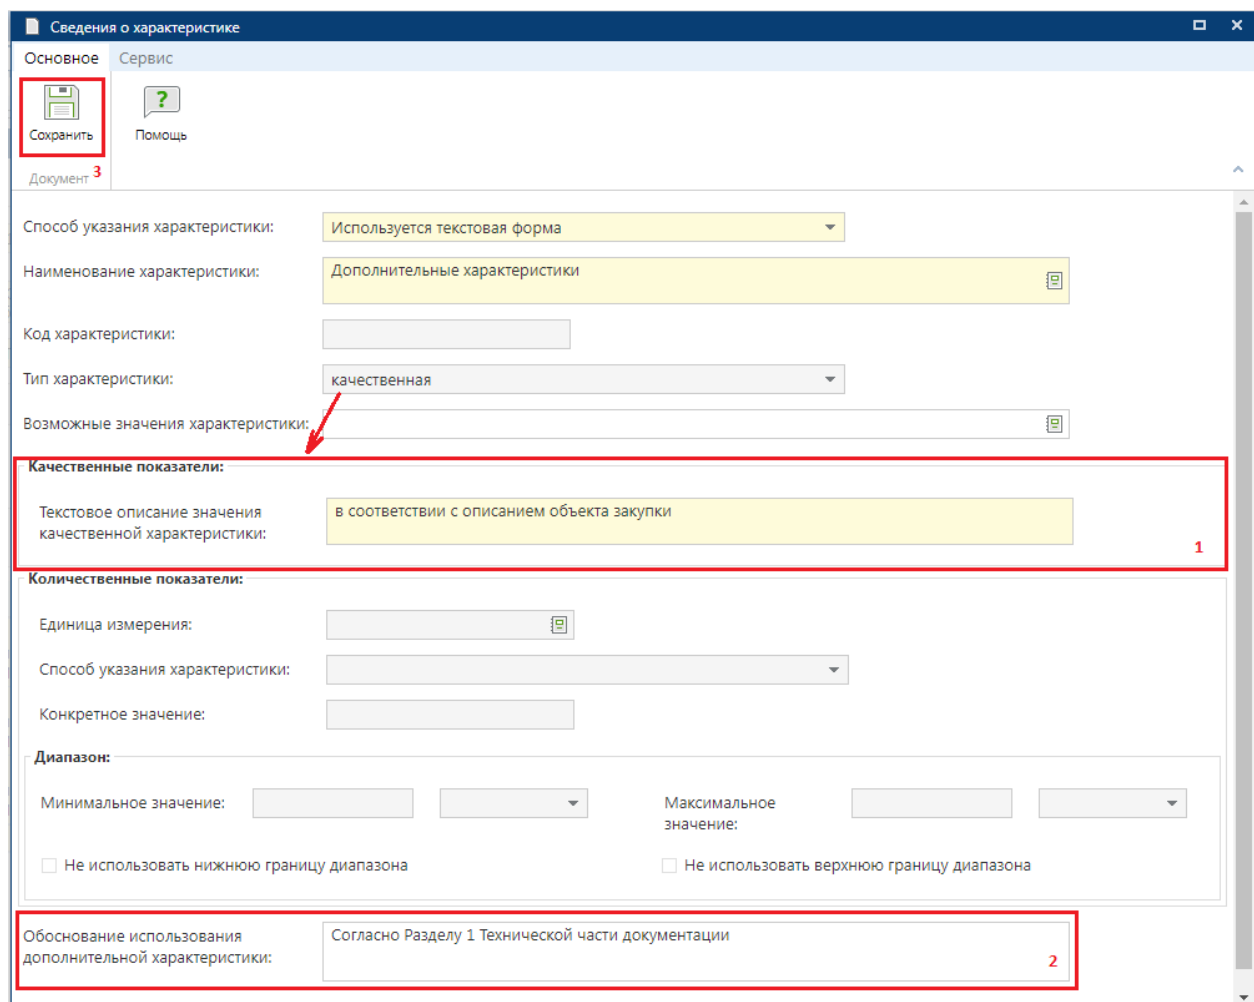 Сведения о характеристике
Основное Сервис
Сохранить Помощь
Документ 3
Способ указания характеристики: Используется текстовая форма
Наименование характеристики: Дополнительные характеристики
Код характеристики:
Тип характеристики: качественная
Возможные значения характеристики:
Качественные показатели:
Текстовое описание значения
качественной характеристики:
в соответствии с описанием объекта закупки
1
Количественные показатели:
Единица измерения:
Способ указания характеристики:
Конкретное значение:
Диапазон:
Минимальное значение:
Максимальное
значение:
Не использовать нижнюю границу диапазона Не использовать верхнюю границу диапазона
Обоснование использования
дополнительной характеристики:
Согласно Разделу 1 Технической части документации
2